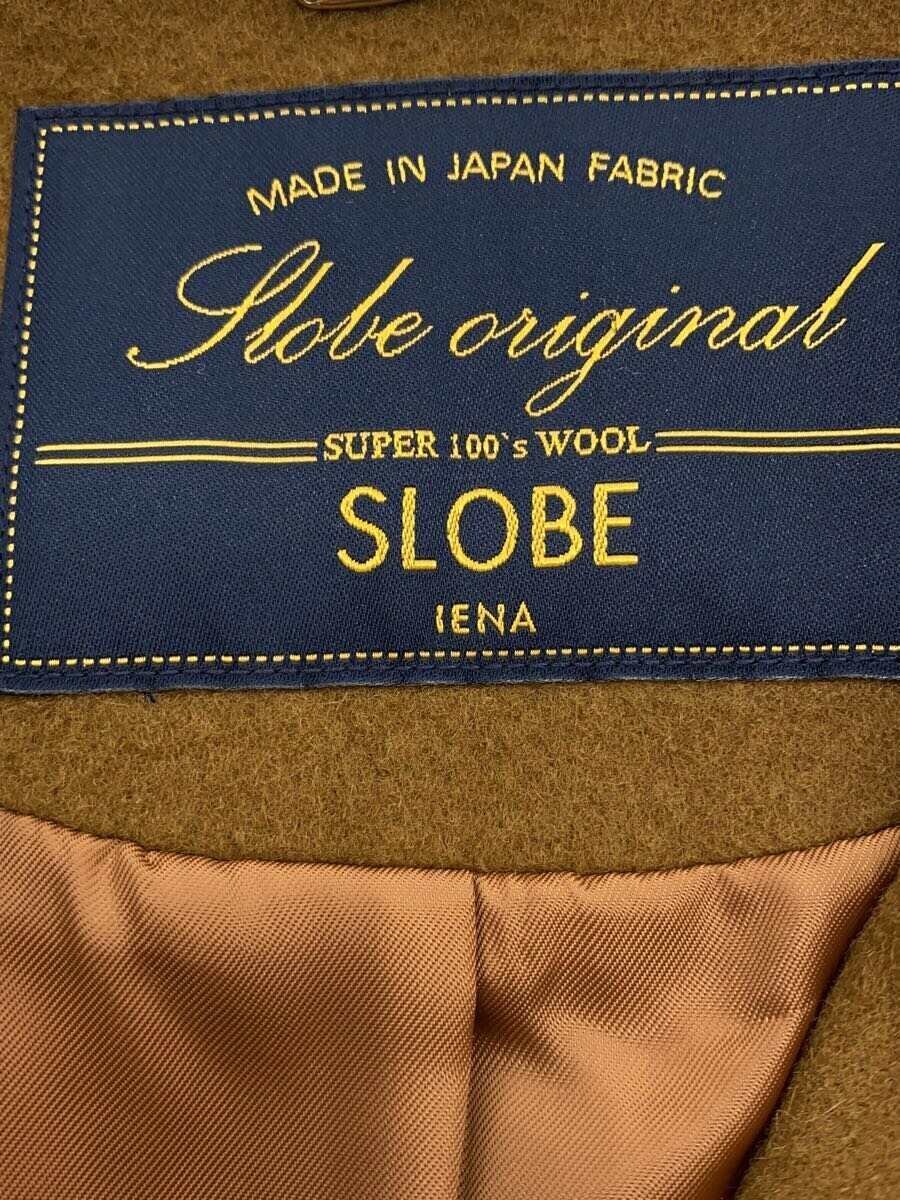 MADE IN JAPAN FABRIC
Slobe original
SUPER 100`s WOOL
SLOBE
IENA